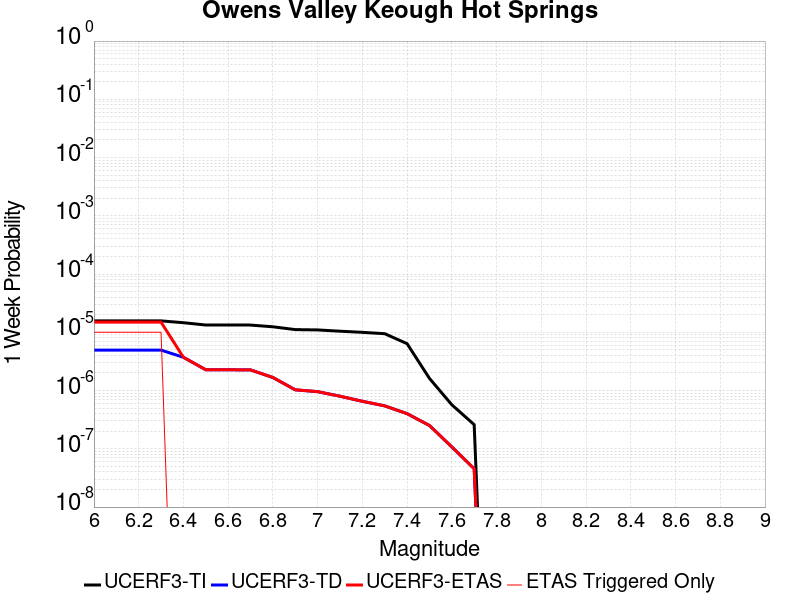 Owens Valley Keough Hot Springs
10^0
10^-1
10^-2
10^-3
10^-4
10^-5
10^-6
10^-7
10^-8
1 Week Probability
6 6.2 6.4 6.6 6.8 7 7.2 7.4 7.6 7.8 8 8.2 8.4 8.6 8.8 9
Magnitude
UCERF3-TI UCERF3-TD UCERF3-ETAS ETAS Triggered Only